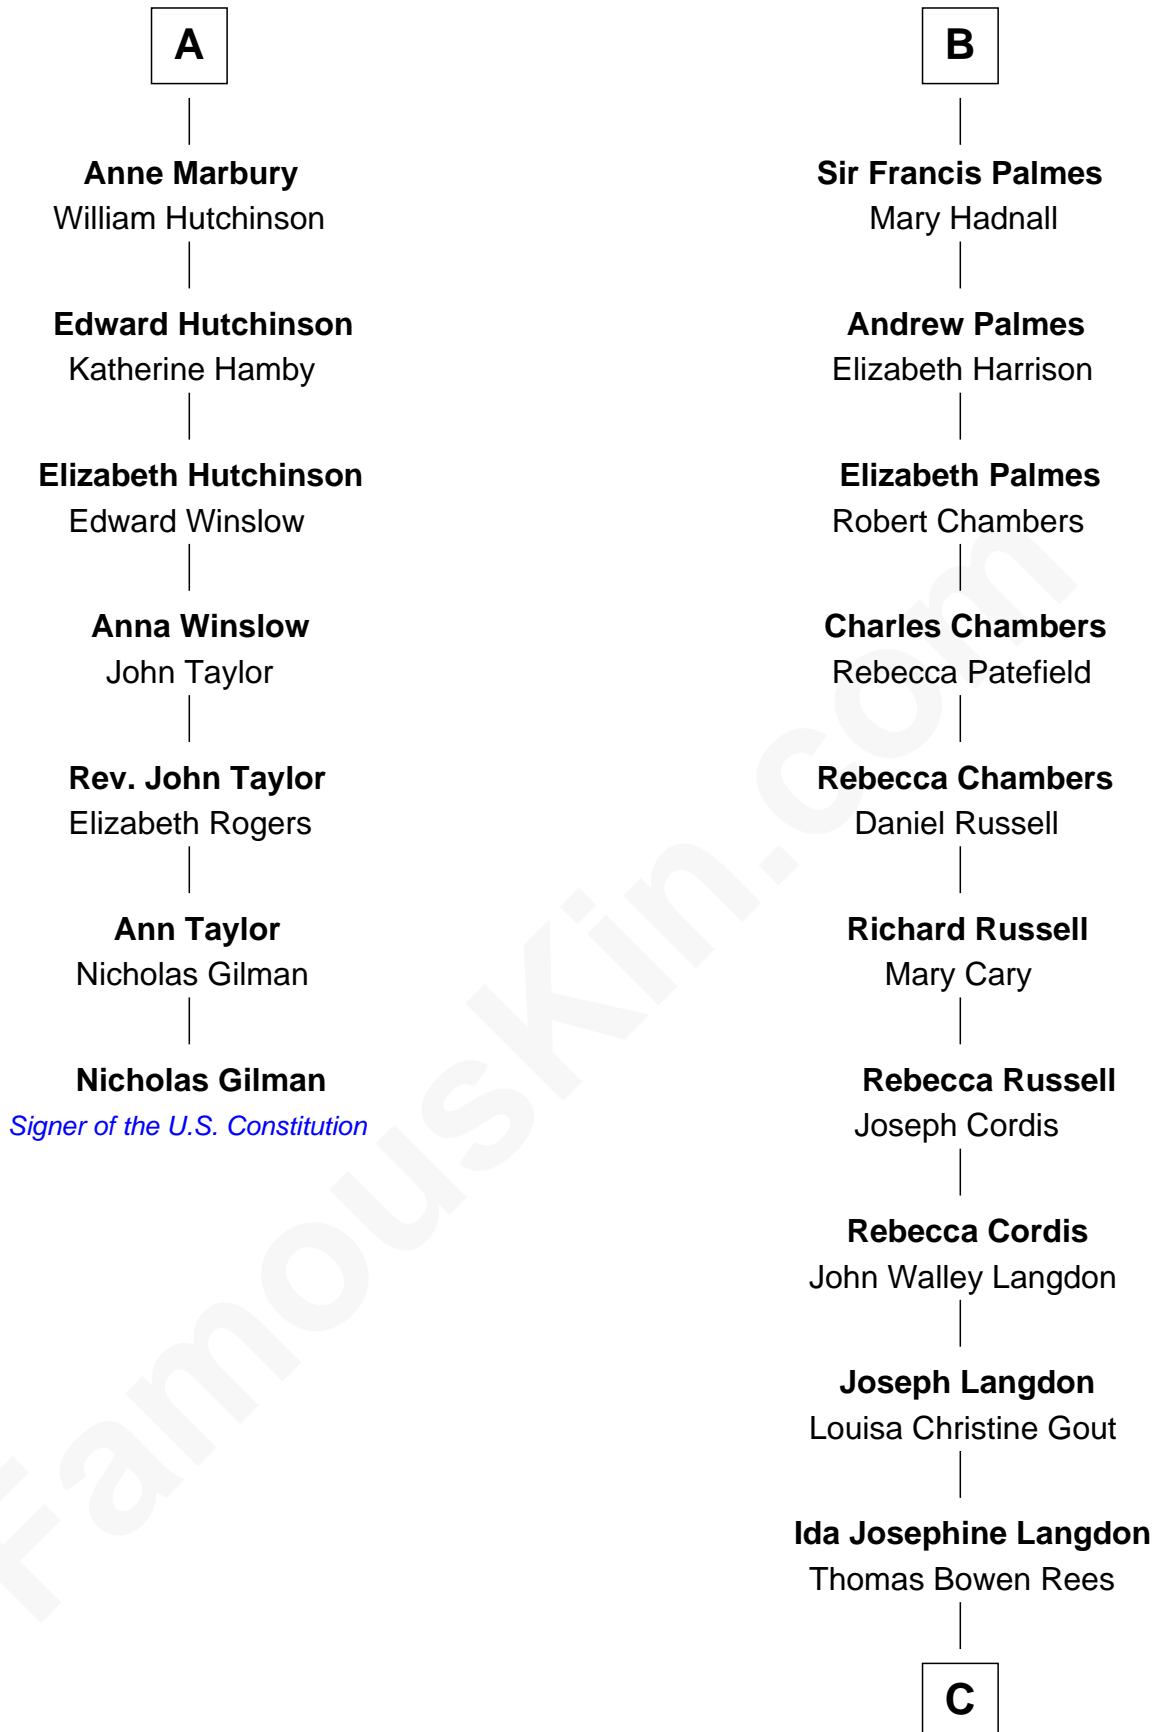 A
Anne Marbury
William Hutchinson
Edward Hutchinson
Katherine Hamby
Elizabeth Hutchinson
Edward Winslow
Anna Winslow
John Taylor
Rev. John Taylor
Elizabeth Rogers
Ann Taylor
Nicholas Gilman
Nicholas Gilman
Signer of the U.S. Constitution
B
Sir Francis Palmes
Mary Hadnall
Andrew Palmes
Elizabeth Harrison
Elizabeth Palmes
Robert Chambers
Charles Chambers
Rebecca Patefield
Rebecca Chambers
Daniel Russell
Richard Russell
Mary Cary
Rebecca Russell
Joseph Cordis
Rebecca Cordis
John Walley Langdon
Joseph Langdon
Louisa Christine Gout
Ida Josephine Langdon
Thomas Bowen Rees
C
FamousKin.com